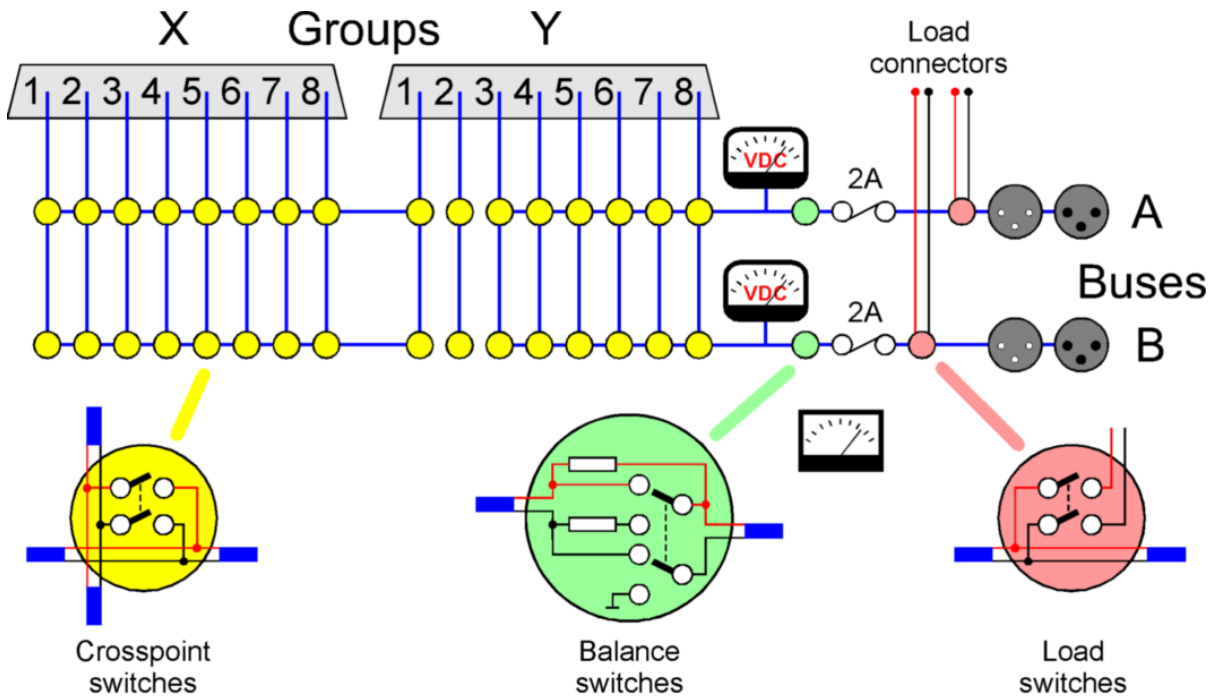 X Groups Y
1 2 3 4 5 6 7 8
1 2 3 4 5 6 7 8
Load
connectors
VDC
2A
A
Buses
VDC
2A
B
Crosspoint
switches
Balance
switches
Load
switches